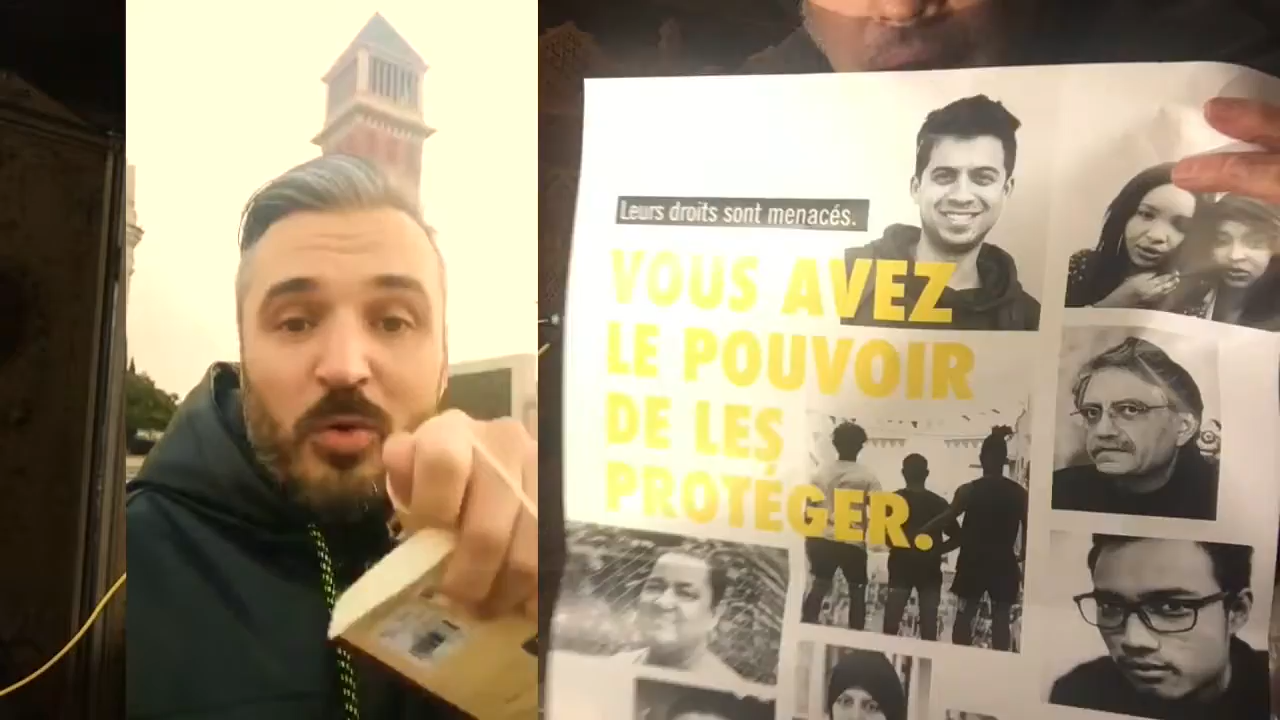 Leurs droits sont menacés.
VOUS AVEZ
LE POUVOIR
DE LES
PROTÉGER.